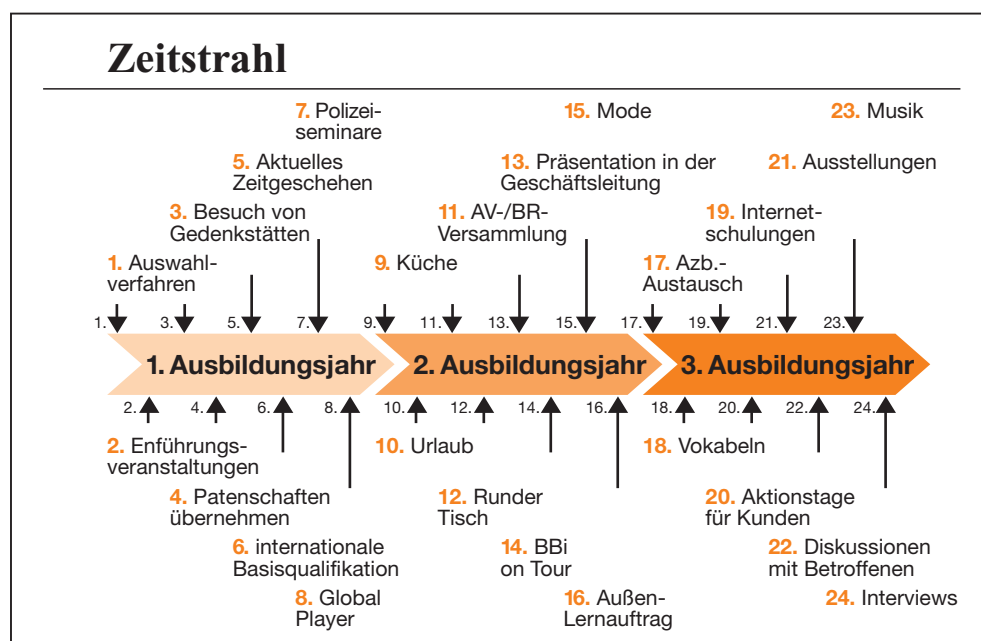 Zeitstrahl
7. Polizei-
seminare
15. Mode
23. Musik
5. Aktuelles
Zeitgeschehen
13. Präsentation in der
Geschäftsleitung
21. Ausstellungen
3. Besuch von
Gedenkstätten
11. AV-/BR-
Versammlung
19. Internet-
schulungen
1. Auswahl-
verfahren
9. Küche
17. Azb.-
Austausch
1. 3. 5. 7. 9. 11. 13. 15. 17. 19. 21. 23.
1. Ausbildungsjahr 2. Ausbildungsjahr 3. Ausbildungsjahr
2. 4. 6. 8. 10. 12. 14. 16. 18. 20. 22. 24.
2. Enführungs-
veranstaltungen
10. Urlaub
18. Vokabeln
4. Patenschaften
übernehmen
12. Runder
Tisch
20. Aktionstage
für Kunden
6. internationale
Basisqualifikation
14. BBi
on Tour
22. Diskussionen
mit Betroffenen
8. Global
Player
16. Außen-
Lernauftrag
24. Interviews